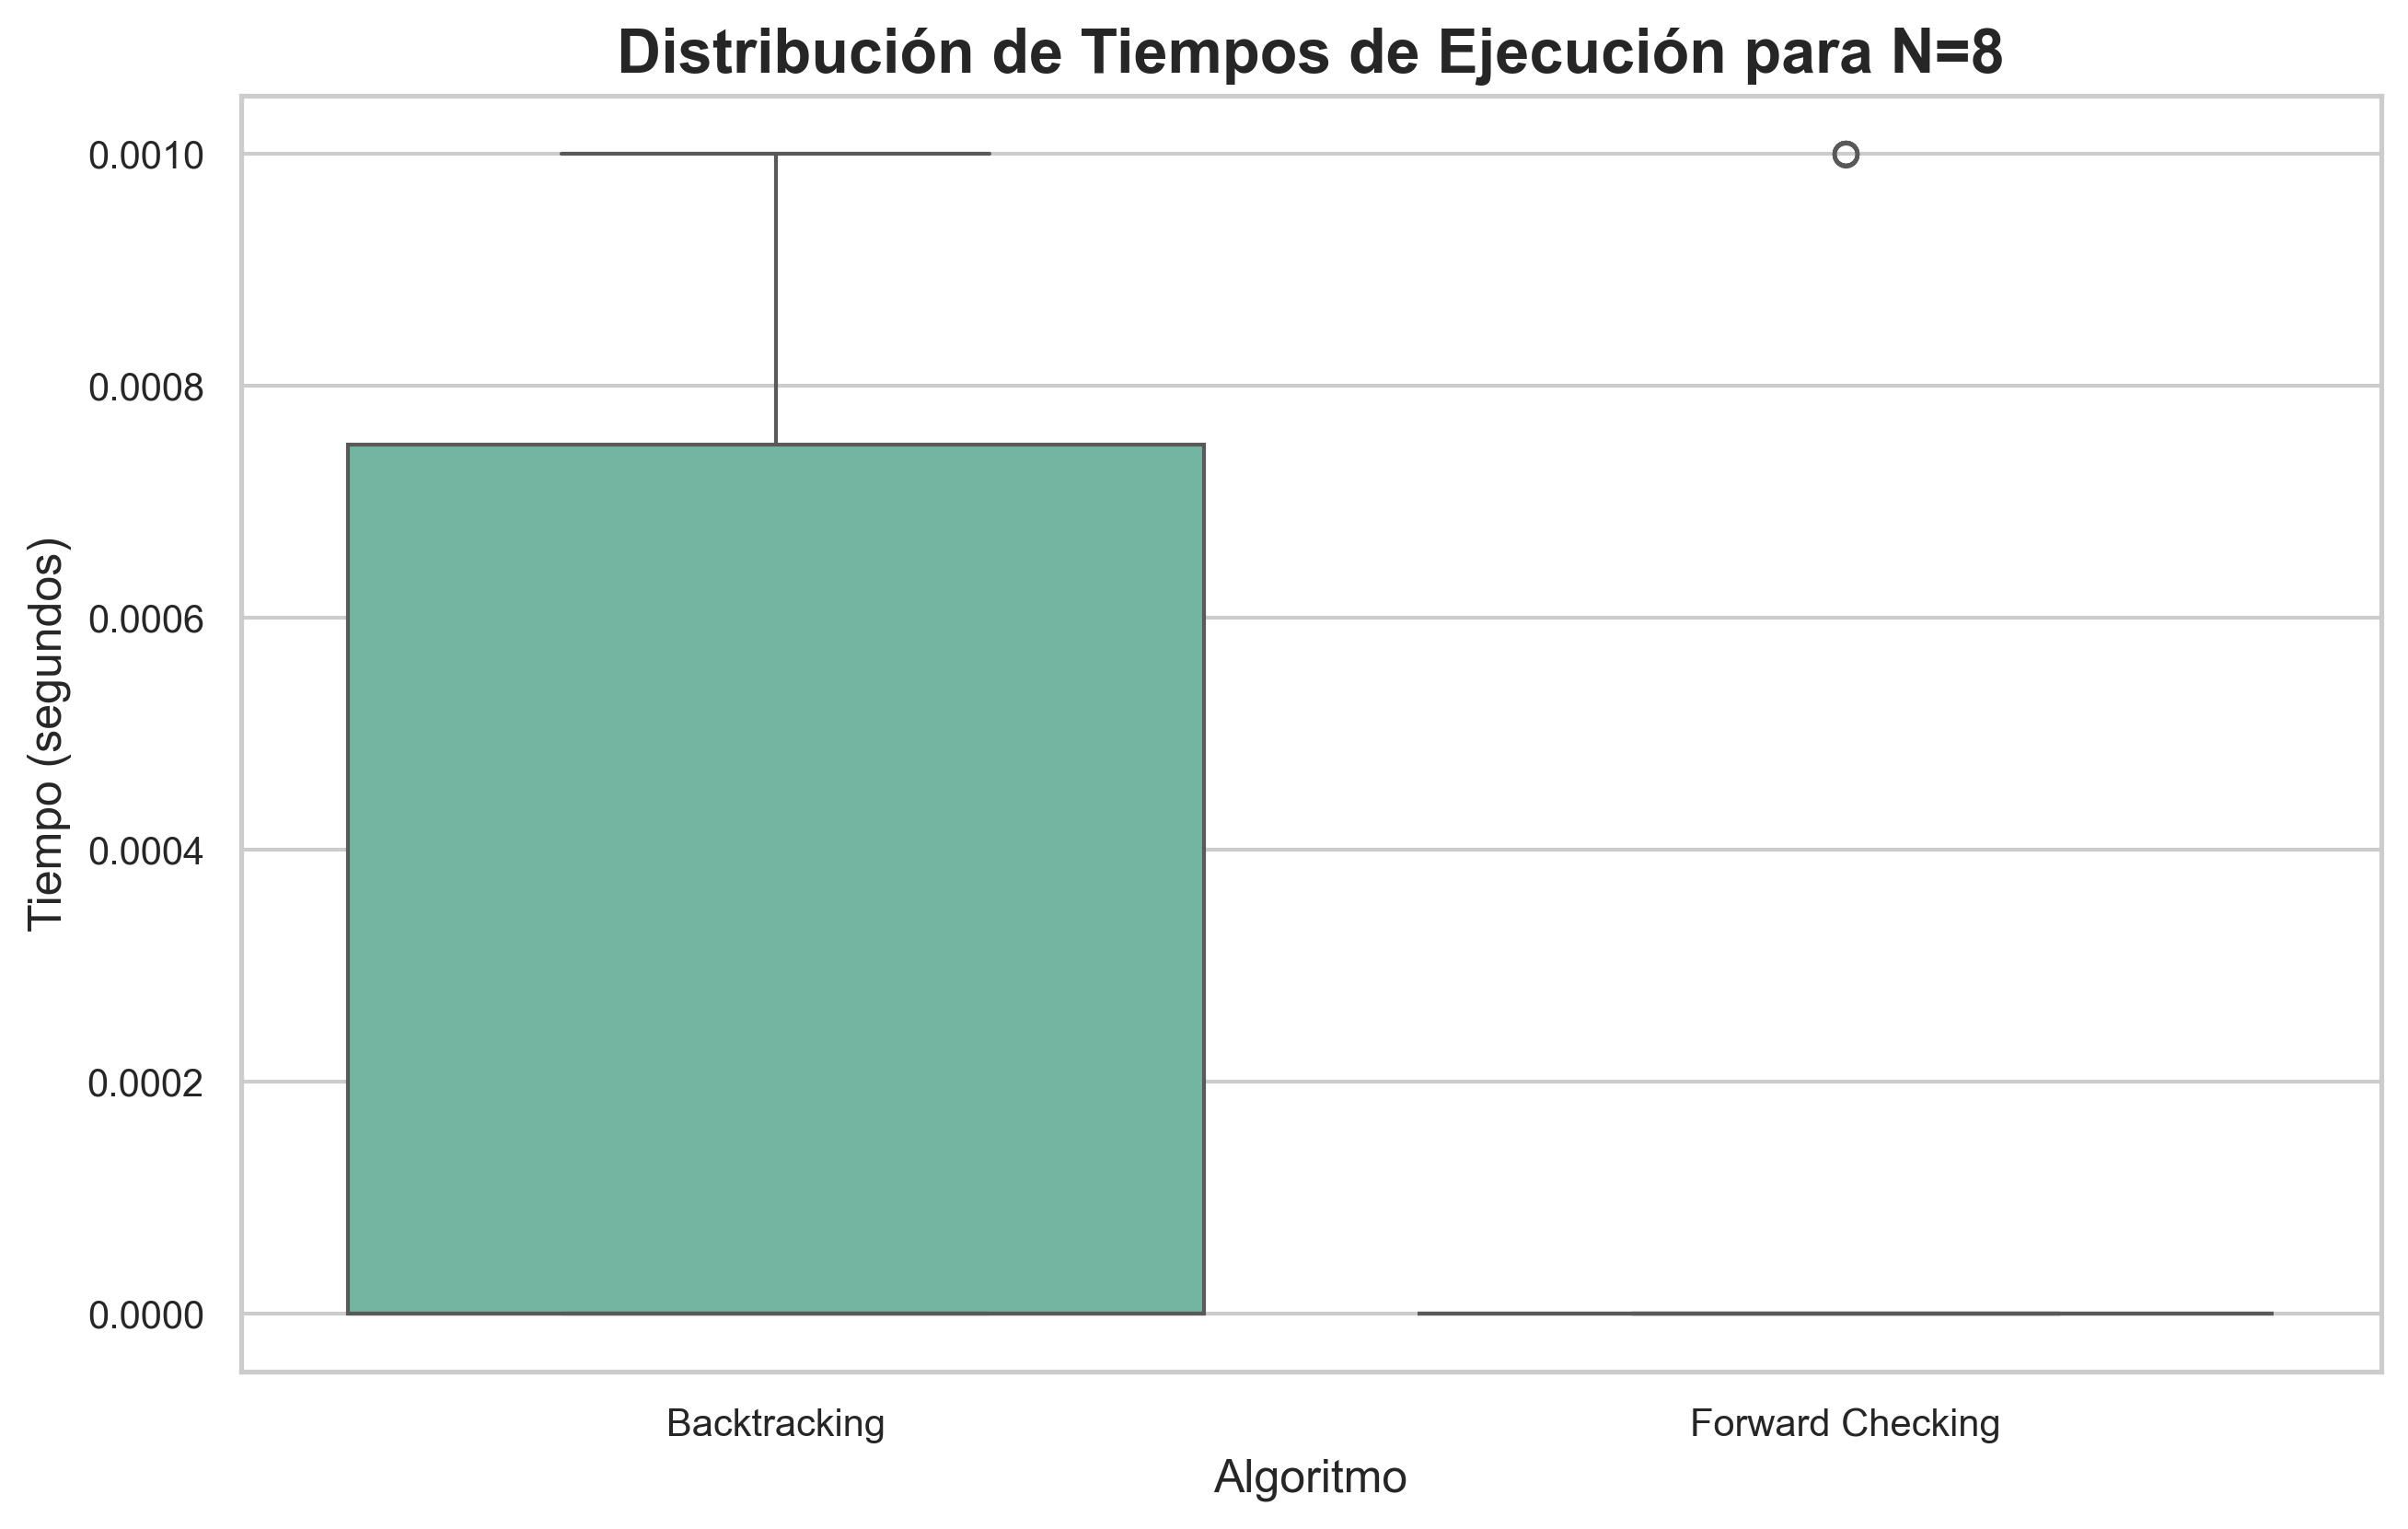 Distribución de Tiempos de Ejecución para N=8
Tiempo (segundos)
0.0010
0.0008
0.0006
0.0004
0.0002
0.0000
Backtracking
Forward Checking
Algoritmo